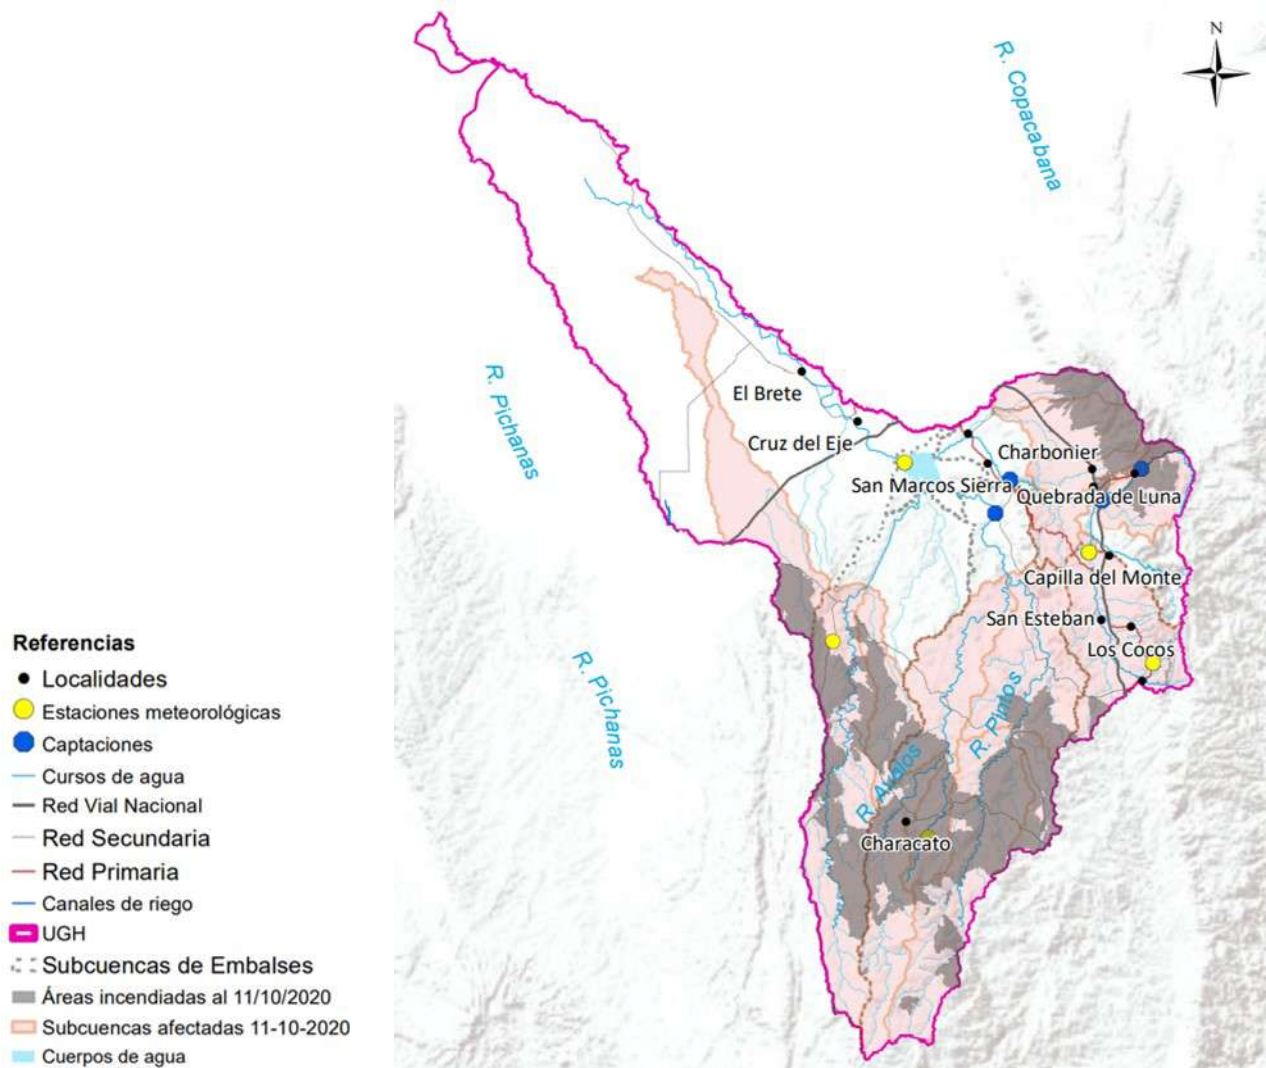 N
R. Copacabana
R. Pichanas
El Brete
Cruz del Eje
Charbonier
San Marcos Sierra
Quebrada de Luna
Capilla del Monte
San Esteban
Los Cocos
R. Pichanas
R. Pintos
R. Avalos
Characato
Referencias
Localidades
Estaciones meteorológicas
Captaciones
Cursos de agua
Red Vial Nacional
Red Secundaria
Red Primaria
Canales de riego
UGH
Subcuencas de Embalses
Áreas incendiadas al 11/10/2020
Subcuencas afectadas 11-10-2020
Cuerpos de agua